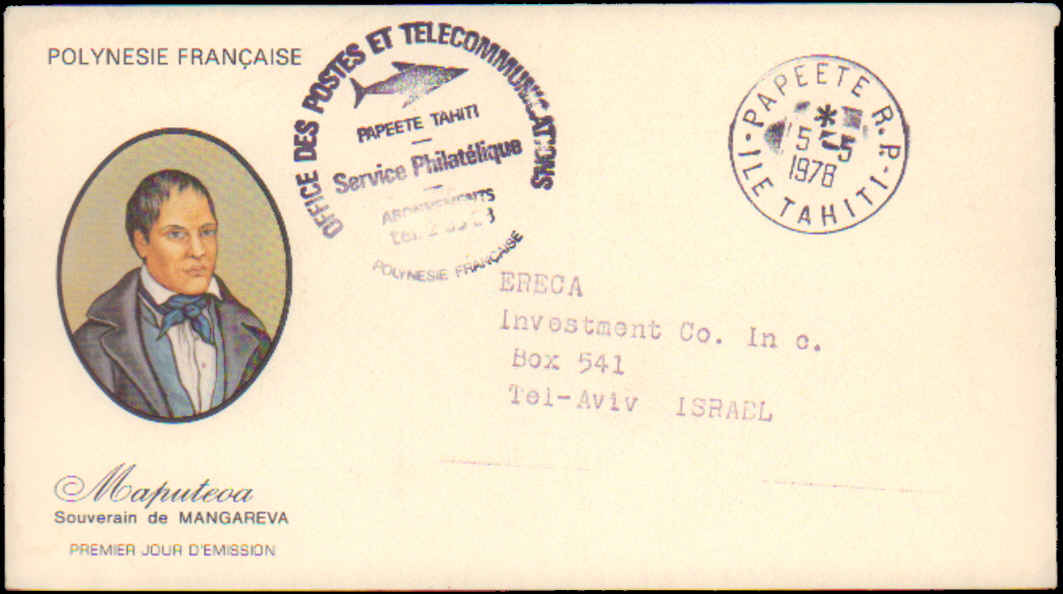 POLYNESIE FRANÇAISE
OFFICE DES POSTES ET TELECOMMUNICATIONS
PAPEETE TAHITI
Service Philatélique
ABONNEMENTS
POLYNESIE FRANÇAISE
PAPEETE R.P.
*
5-5
1978
ILE TAHITI
ERECA
Investment Co. In c.
Box 541
Tel-Aviv ISRAEL
Maputeoa
Souverain de MANGAREVA
PREMIER JOUR D'EMISSION